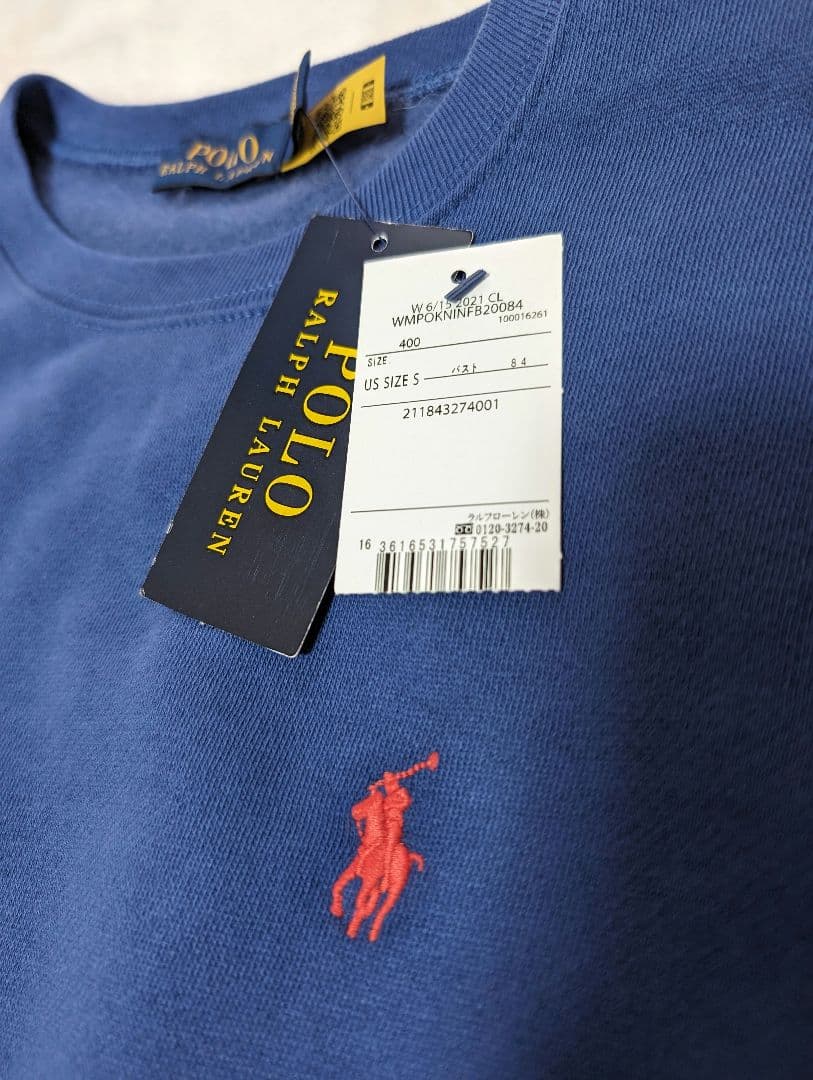 POLO
RALPH LAUREN
POLO
RALPH LAUREN
W 6/15 2021 CL
WMPOKNINFB20084
100016261
400
SIZE
US SIZE S バスト 84
211843274001
ラルフローレン(株)
0120-3274-20
16 3616531757527